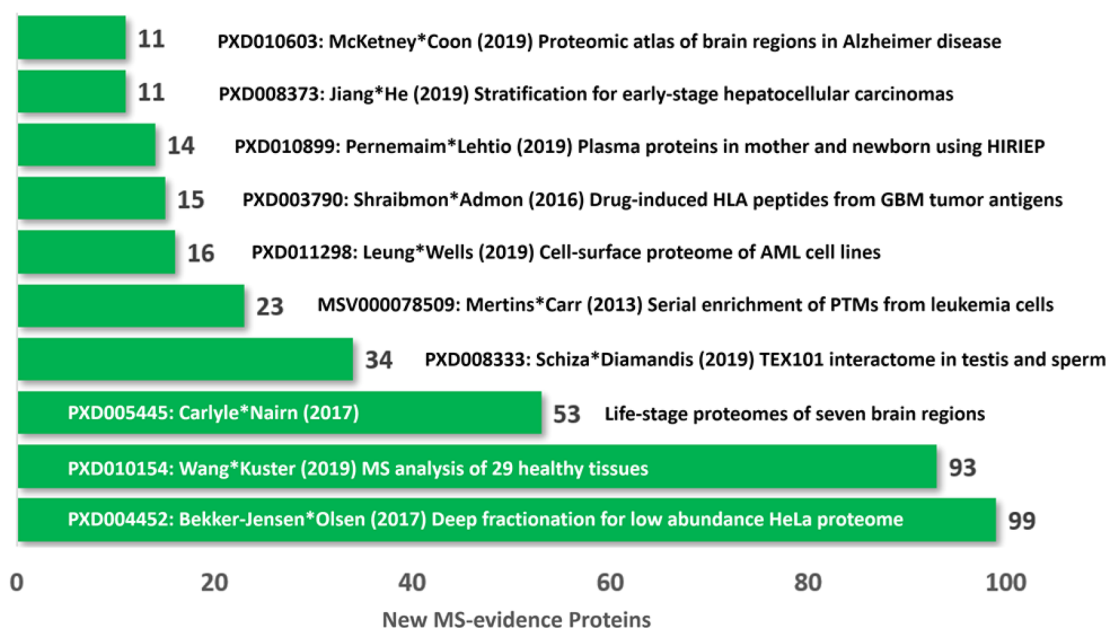 11 PXD010603: McKetney*Coon (2019) Proteomic atlas of brain regions in Alzheimer disease
11 PXD008373: Jiang*He (2019) Stratification for early-stage hepatocellular carcinomas
14 PXD010899: Pernemaim*Lehtio (2019) Plasma proteins in mother and newborn using HIRIEP
15 PXD003790: Shraibmon*Admon (2016) Drug-induced HLA peptides from GBM tumor antigens
16 PXD011298: Leung*Wells (2019) Cell-surface proteome of AML cell lines
23 MSV000078509: Mertins*Carr (2013) Serial enrichment of PTMs from leukemia cells
34 PXD008333: Schiza*Diamandis (2019) TEX101 interactome in testis and sperm
PXD005445: Carlyle*Nairn (2017) 53 Life-stage proteomes of seven brain regions
PXD010154: Wang*Kuster (2019) MS analysis of 29 healthy tissues 93
PXD004452: Bekker-Jensen*Olsen (2017) Deep fractionation for low abundance HeLa proteome 99
0 20 40 60 80 100
New MS-evidence Proteins